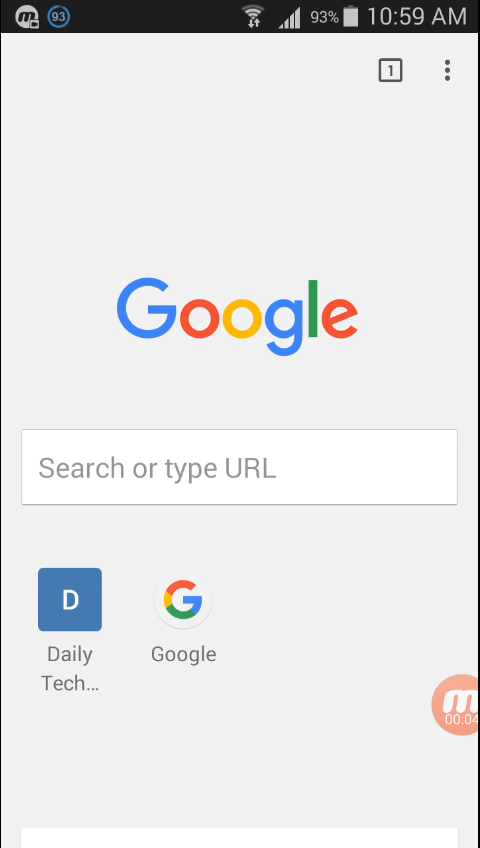 93 93% 10:59 AM
1
Google
Search or type URL
D
G
Daily
Tech...
Google
00:04